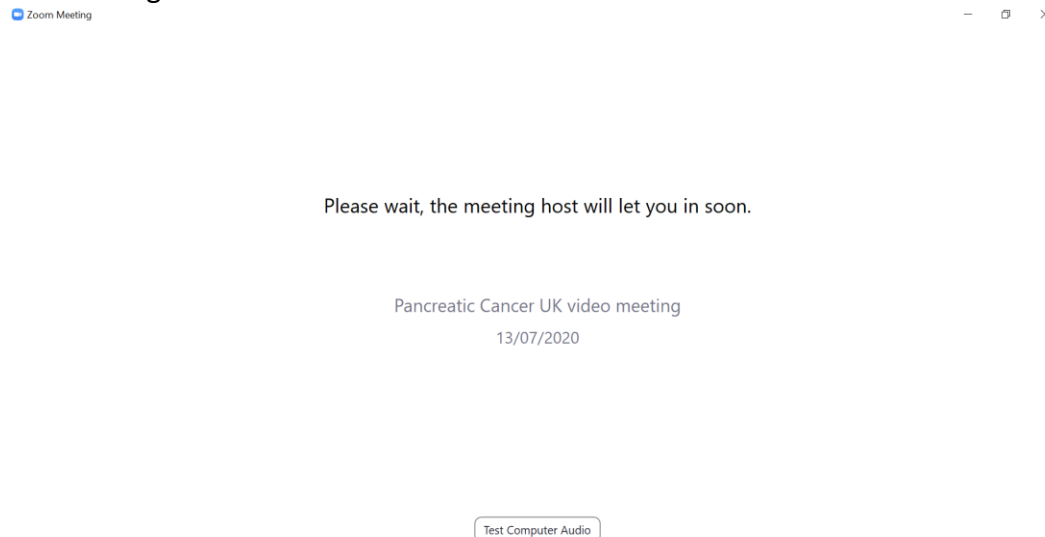 Zoom Meeting
Please wait, the meeting host will let you in soon.
Pancreatic Cancer UK video meeting
13/07/2020
Test Computer Audio